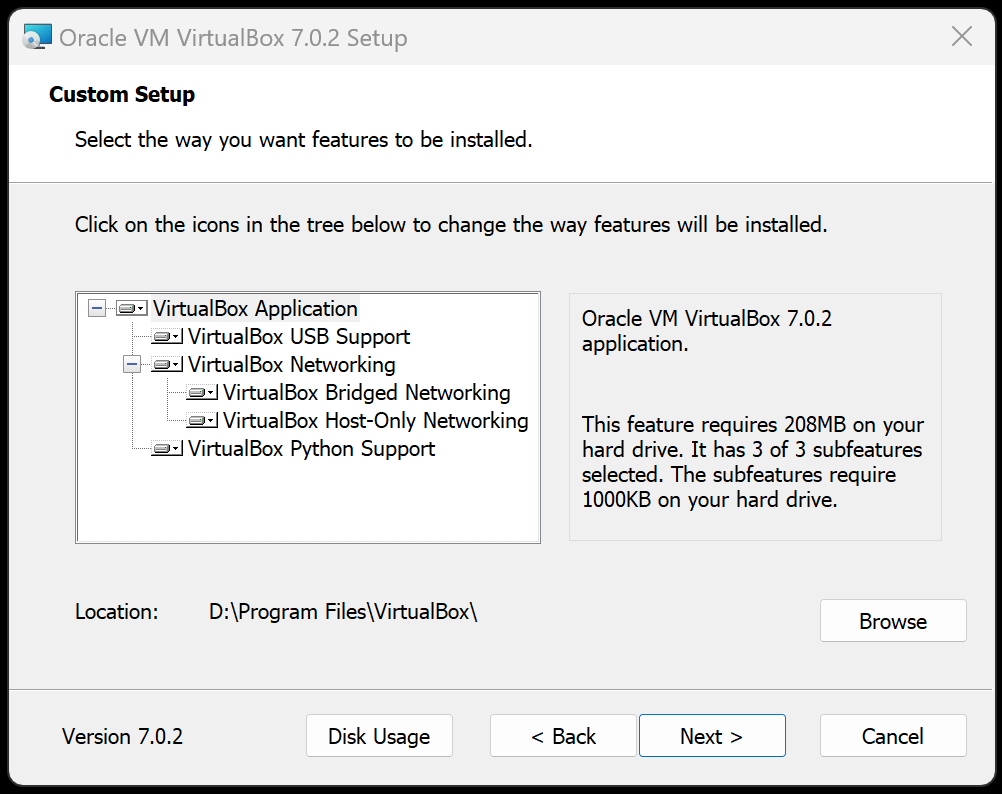 Oracle VM VirtualBox 7.0.2 Setup
Custom Setup
Select the way you want features to be installed.
Click on the icons in the tree below to change the way features will be installed.
VirtualBox Application
VirtualBox USB Support
VirtualBox Networking
VirtualBox Bridged Networking
VirtualBox Host-Only Networking
VirtualBox Python Support
Oracle VM VirtualBox 7.0.2
application.
This feature requires 208MB on your
hard drive. It has 3 of 3 subfeatures
selected. The subfeatures require
1000KB on your hard drive.
Location: D:\Program Files\VirtualBox\
Browse
Version 7.0.2 Disk Usage < Back Next > Cancel